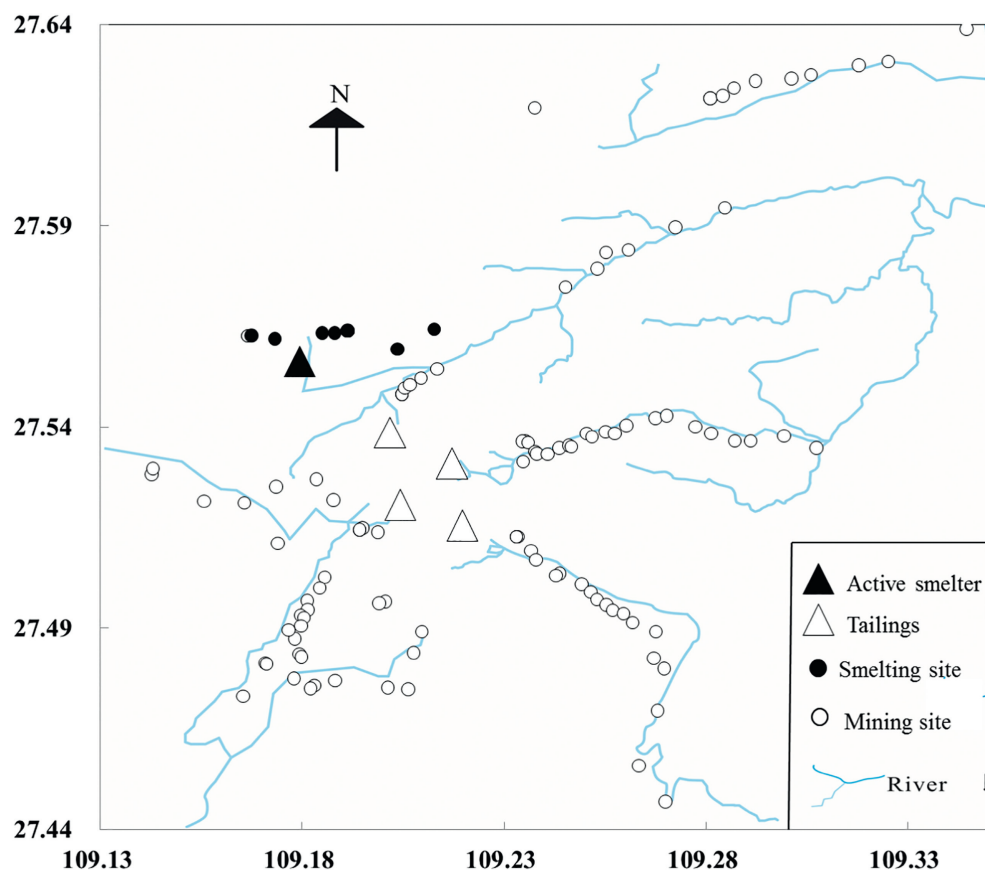 27.64
N
27.59
27.54
Active smelter
Tailings
27.49
Smelting site
Mining site
River
27.44
109.13 109.18 109.23 109.28 109.33